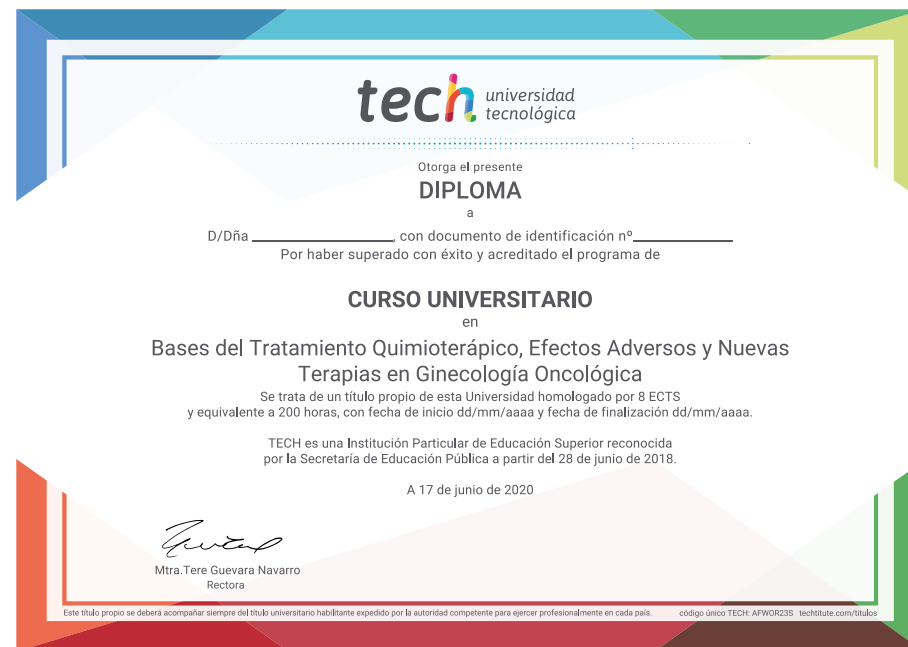 tech universidad
tecnológica
Otorga el presente
DIPLOMA
a
D/Dña ______________, con documento de identificación nº__________
Por haber superado con éxito y acreditado el programa de
CURSO UNIVERSITARIO
en
Bases del Tratamiento Quimioterápico, Efectos Adversos y Nuevas
Terapias en Ginecología Oncológica
Se trata de un título propio de esta Universidad homologado por 8 ECTS
y equivalente a 200 horas, con fecha de inicio dd/mm/aaaa y fecha de finalización dd/mm/aaaa.
TECH es una Institución Particular de Educación Superior reconocida
por la Secretaría de Educación Pública a partir del 28 de junio de 2018.
A 17 de junio de 2020
Mtra.Tere Guevara Navarro
Rectora
Este título propio se deberá acompañar siempre del título universitario habilitante expedido por la autoridad competente para ejercer profesionalmente en cada país. código único TECH: AFWOR23S techtitute.com/titulos